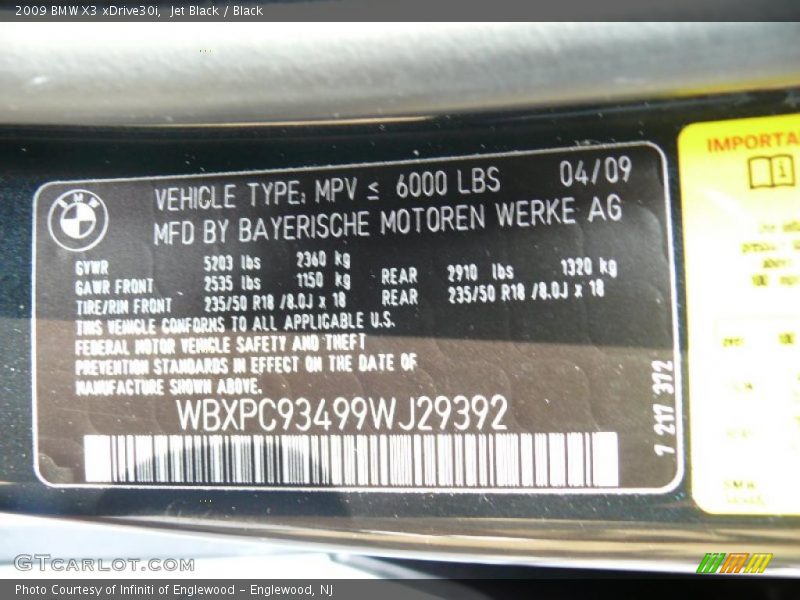 2009 BMW X3 xDrive30i,  Jet Black / Black
BMW
VEHICLE TYPE: MPV ≤ 6000 LBS 04/09
MFD BY BAYERISCHE MOTOREN WERKE AG
GVWR 5203 lbs 2360 kg
GAWR FRONT 2535 lbs 1150 kg REAR 2910 lbs 1320 kg
TIRE/RIM FRONT 235/50 R18 /8.0J x 18 REAR 235/50 R18 /8.0J x 18
THIS VEHICLE CONFORMS TO ALL APPLICABLE U.S.
FEDERAL MOTOR VEHICLE SAFETY AND THEFT
PREVENTION STANDARDS IN EFFECT ON THE DATE OF
MANUFACTURE SHOWN ABOVE.
WBXPC93499WJ29392
7 217 372
IMPORTA
GTCARLOT.COM
Photo Courtesy of Infiniti of Englewood - Englewood, NJ